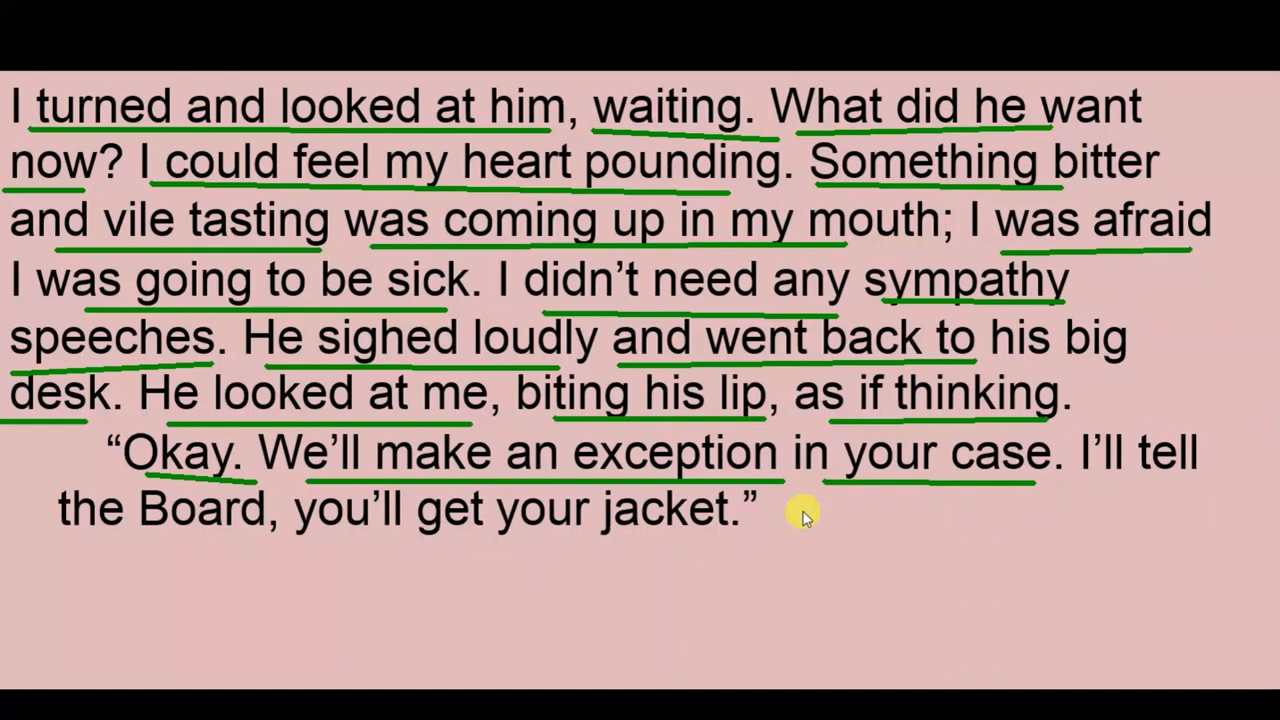 I turned and looked at him, waiting. What did he want
now? I could feel my heart pounding. Something bitter
and vile tasting was coming up in my mouth; I was afraid
I was going to be sick. I didn’t need any sympathy
speeches. He sighed loudly and went back to his big
desk. He looked at me, biting his lip, as if thinking.
“Okay. We’ll make an exception in your case. I’ll tell
the Board, you’ll get your jacket.”